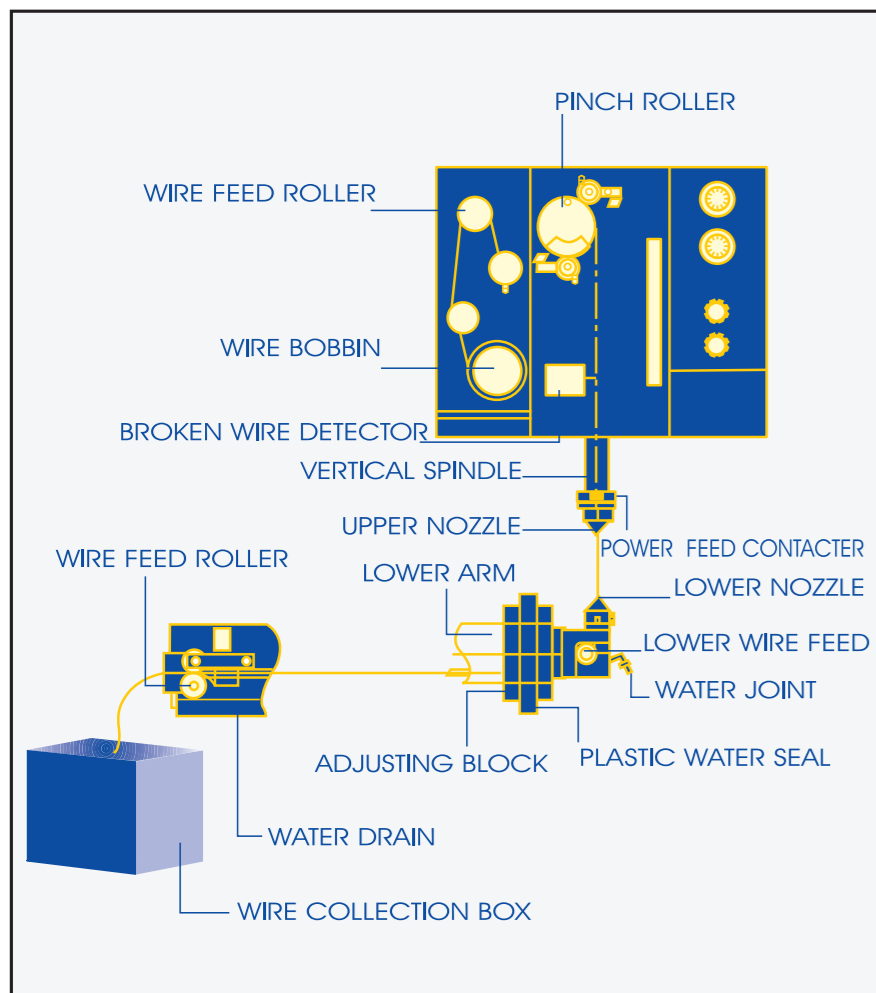 PINCH ROLLER
WIRE FEED ROLLER
WIRE BOBBIN
BROKEN WIRE DETECTOR
VERTICAL SPINDLE
UPPER NOZZLE
POWER FEED CONTACTER
WIRE FEED ROLLER
LOWER ARM
LOWER NOZZLE
LOWER WIRE FEED
WATER JOINT
ADJUSTING BLOCK
PLASTIC WATER SEAL
WATER DRAIN
WIRE COLLECTION BOX